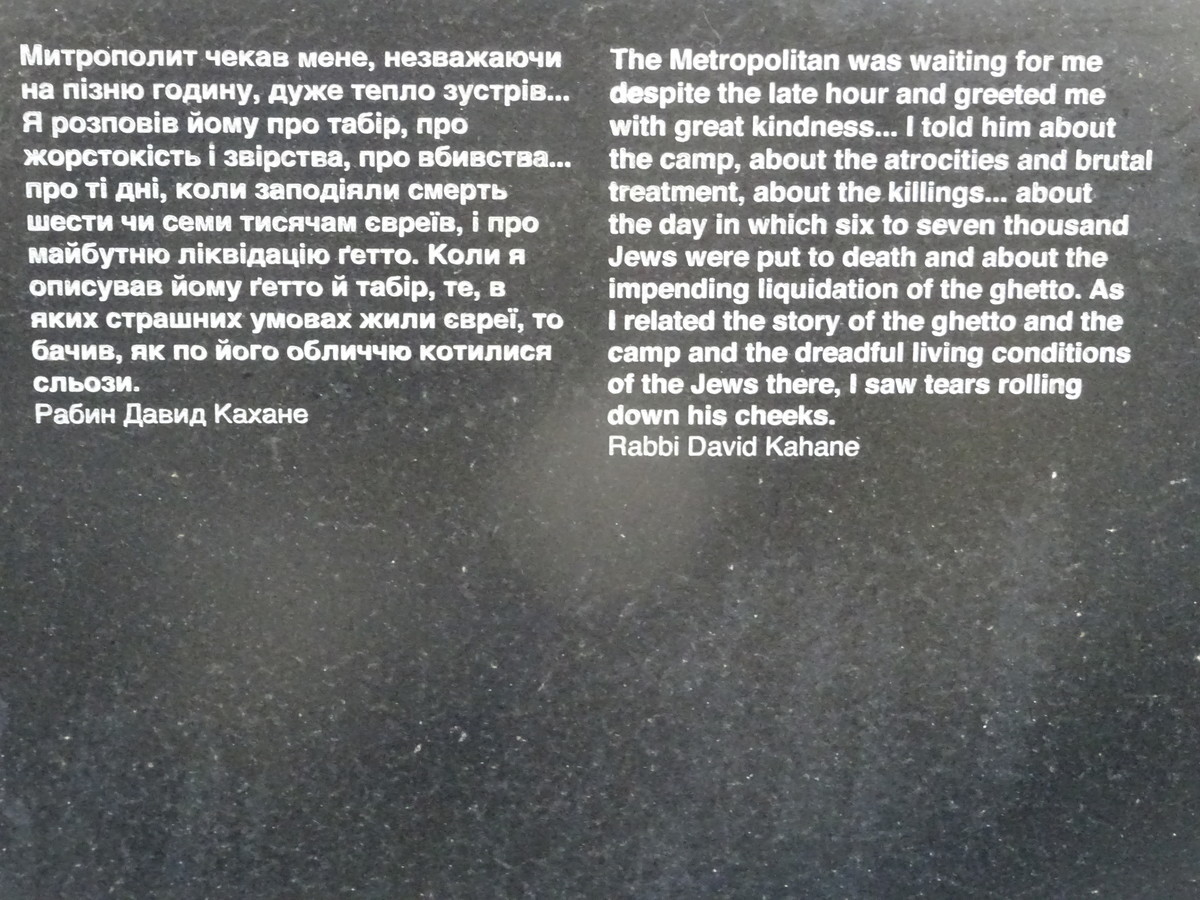 Митрополит чекав мене, незважаючи
на пізню годину, дуже тепло зустрів...
Я розповів йому про табір, про
жорстокість і звірства, про вбивства...
про ті дні, коли заподіяли смерть
шести чи семи тисячам євреїв, і про
майбутню ліквідацію ґетто. Коли я
описував йому ґетто й табір, те, в
яких страшних умовах жили євреї, то
бачив, як по його обличчю котилися
сльози.
Рабин Давид Кахане
The Metropolitan was waiting for me
despite the late hour and greeted me
with great kindness... I told him about
the camp, about the atrocities and brutal
treatment, about the killings... about
the day in which six to seven thousand
Jews were put to death and about the
impending liquidation of the ghetto. As
I related the story of the ghetto and the
camp and the dreadful living conditions
of the Jews there, I saw tears rolling
down his cheeks.
Rabbi David Kahane